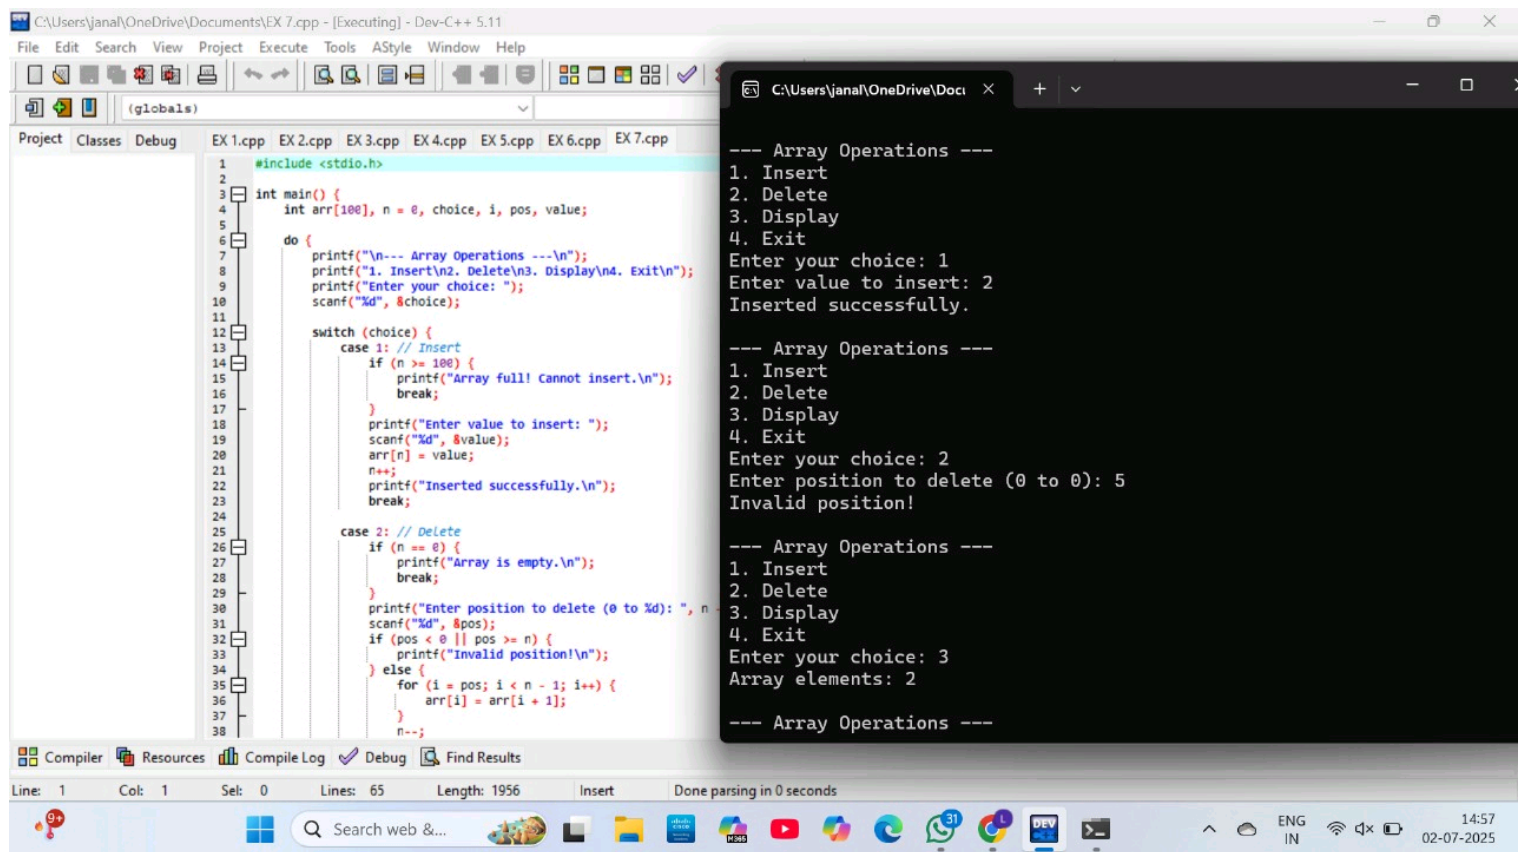 C:\Users\janal\OneDrive\Documents\EX 7.cpp - [Executing] - Dev-C++ 5.11
File Edit Search View Project Execute Tools AStyle Window Help
(globals)
Project Classes Debug
EX 1.cpp EX 2.cpp EX 3.cpp EX 4.cpp EX 5.cpp EX 6.cpp EX 7.cpp
1 #include <stdio.h>
2
3 int main() {
4 int arr[100], n = 0, choice, i, pos, value;
5
6 do {
7 printf("\n--- Array Operations ---\n");
8 printf("1. Insert\n2. Delete\n3. Display\n4. Exit\n");
9 printf("Enter your choice: ");
10 scanf("%d", &choice);
11
12 switch (choice) {
13 case 1: // Insert
14 if (n >= 100) {
15 printf("Array full! Cannot insert.\n");
16 break;
17 }
18 printf("Enter value to insert: ");
19 scanf("%d", &value);
20 arr[n] = value;
21 n++;
22 printf("Inserted successfully.\n");
23 break;
24
25 case 2: // Delete
26 if (n == 0) {
27 printf("Array is empty.\n");
28 break;
29 }
30 printf("Enter position to delete (0 to %d): ", n -
31 scanf("%d", &pos);
32 if (pos < 0 || pos >= n) {
33 printf("Invalid position!\n");
34 } else {
35 for (i = pos; i < n - 1; i++) {
36 arr[i] = arr[i + 1];
37 }
38 n--;
C:\Users\janal\OneDrive\Docu
--- Array Operations ---
1. Insert
2. Delete
3. Display
4. Exit
Enter your choice: 1
Enter value to insert: 2
Inserted successfully.
--- Array Operations ---
1. Insert
2. Delete
3. Display
4. Exit
Enter your choice: 2
Enter position to delete (0 to 0): 5
Invalid position!
--- Array Operations ---
1. Insert
2. Delete
3. Display
4. Exit
Enter your choice: 3
Array elements: 2
--- Array Operations ---
Compiler Resources Compile Log Debug Find Results
Line: 1 Col: 1 Sel: 0 Lines: 65 Length: 1956 Insert Done parsing in 0 seconds
9+
Search web &...
M365
31
L
DEV
ENG
IN
14:57
02-07-2025